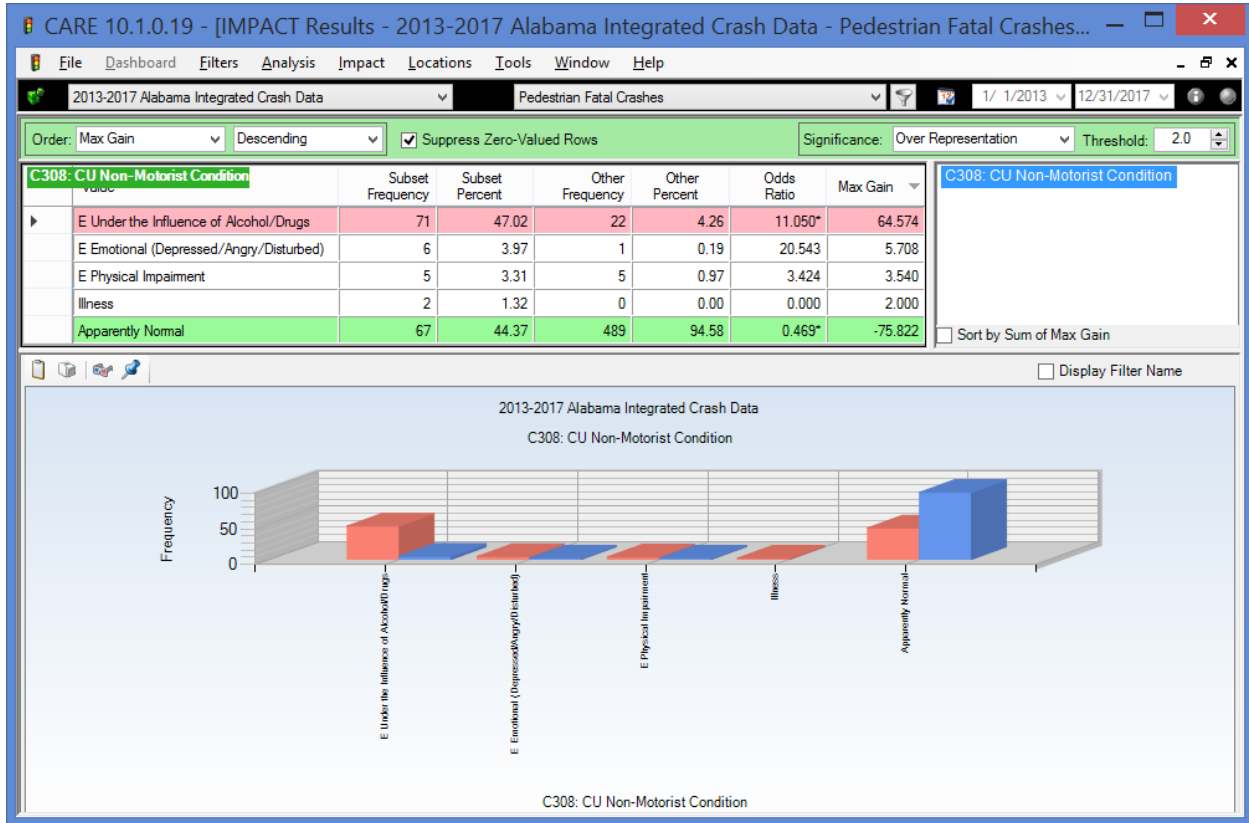 CARE 10.1.0.19 - [IMPACT Results - 2013-2017 Alabama Integrated Crash Data - Pedestrian Fatal Crashes...
File Dashboard Filters Analysis Impact Locations Tools Window Help
2013-2017 Alabama Integrated Crash Data Pedestrian Fatal Crashes 1/ 1/2013 12/31/2017
Order: Max Gain Descending Suppress Zero-Valued Rows Significance: Over Representation Threshold: 2.0
C308: CU Non-Motorist Condition Subset Frequency Subset Percent Other Frequency Other Percent Odds Ratio Max Gain C308: CU Non-Motorist Condition
E Under the Influence of Alcohol/Drugs 71 47.02 22 4.26 11.050* 64.574
E Emotional (Depressed/Angry/Disturbed) 6 3.97 1 0.19 20.543 5.708
E Physical Impairment 5 3.31 5 0.97 3.424 3.540
Illness 2 1.32 0 0.00 0.000 2.000
Apparently Normal 67 44.37 489 94.58 0.469* -75.822
Sort by Sum of Max Gain
Display Filter Name
2013-2017 Alabama Integrated Crash Data
C308: CU Non-Motorist Condition
Frequency
100
50
0
E Under the Influence of Alcohol/Drugs
E Emotional (Depressed/Angry/Disturbed)
E Physical Impairment
Illness
Apparently Normal
C308: CU Non-Motorist Condition